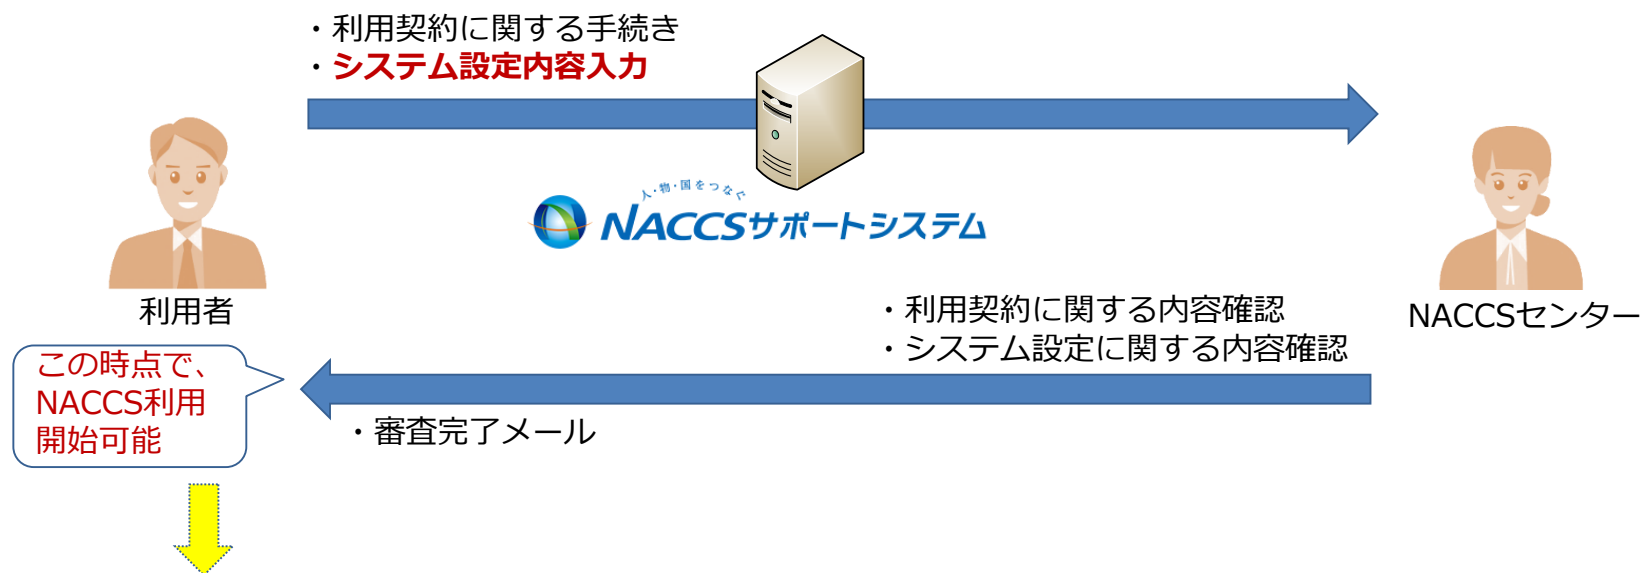 ・利用契約に関する手続き
・システム設定内容入力
人・物・国をつなぐ
NACCSサポートシステム
利用者
NACCSセンター
・利用契約に関する内容確認
・システム設定に関する内容確認
この時点で、
NACCS利用
開始可能
・審査完了メール